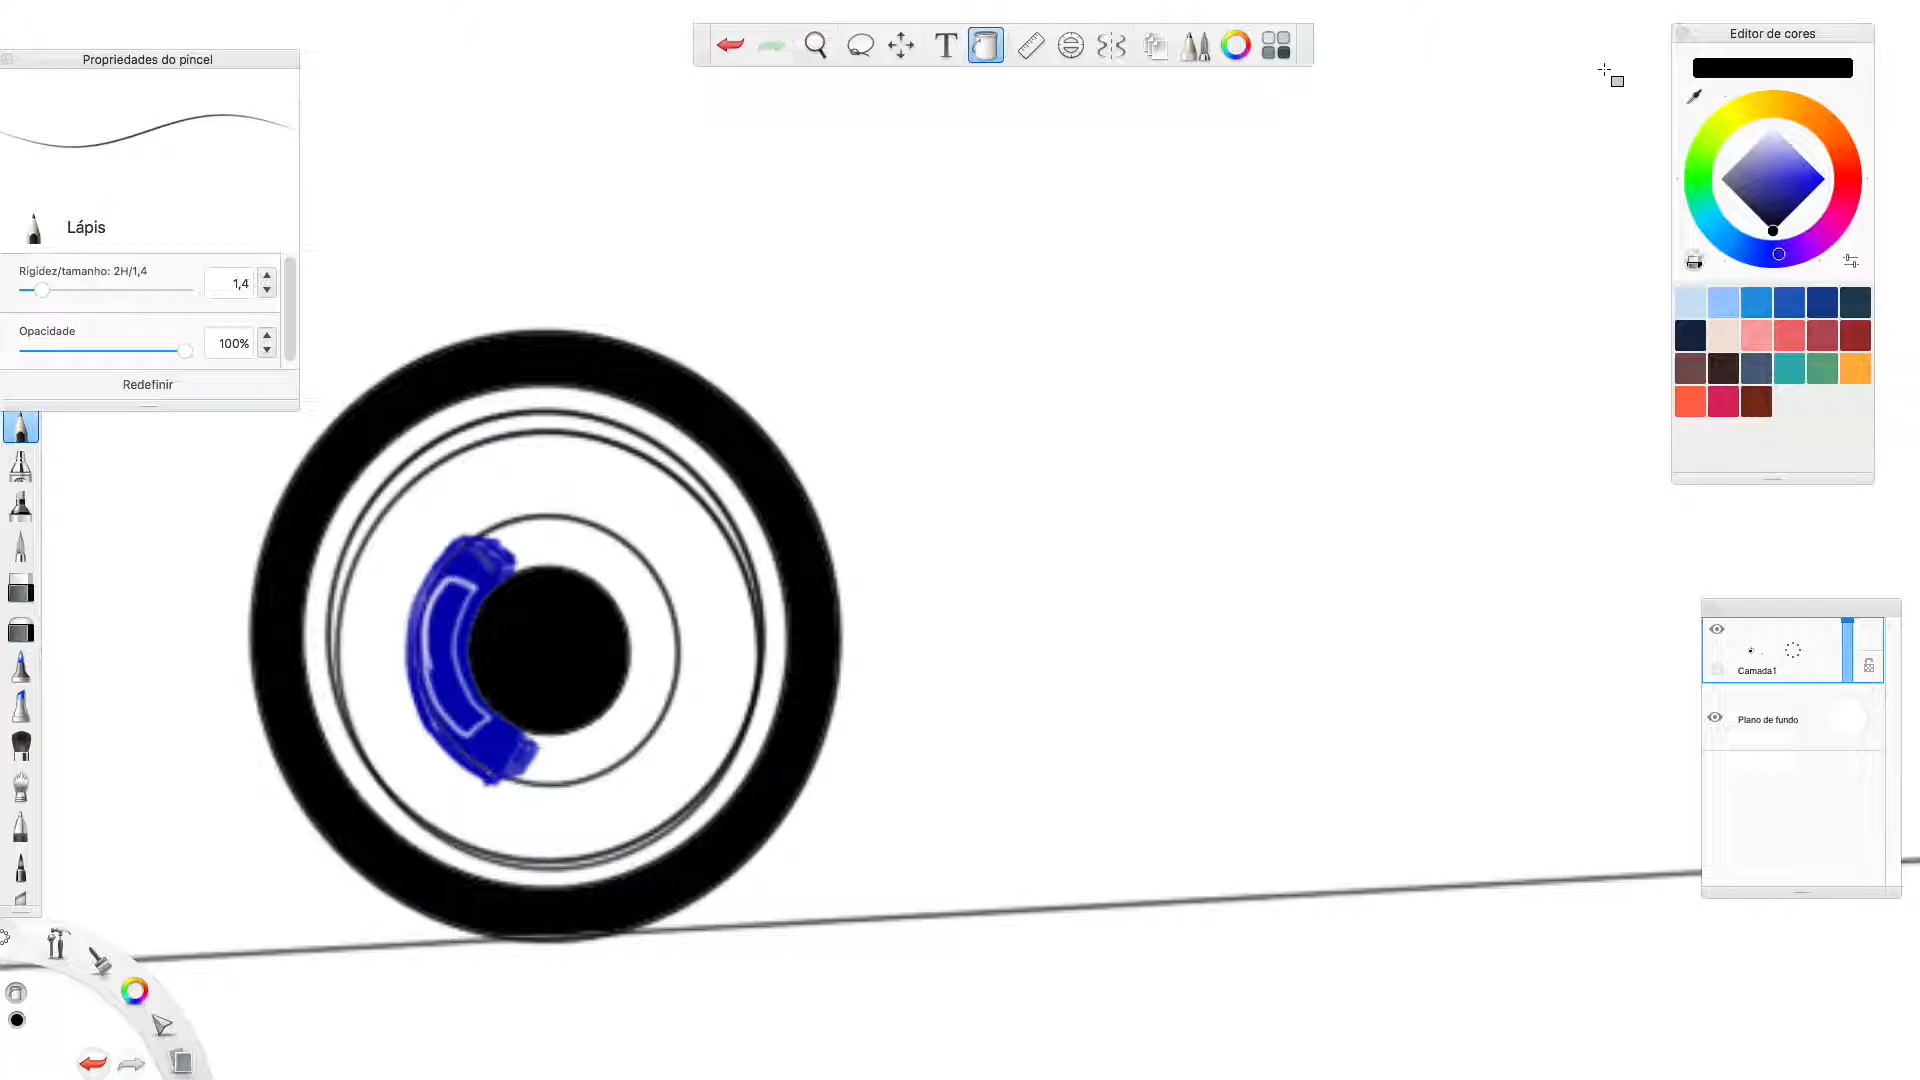 Propriedades do pincel
Lápis
Rigidez/tamanho: 2H/1,4
1,4
Opacidade
100%
Redefinir
T
Editor de cores
Camada1
Plano de fundo